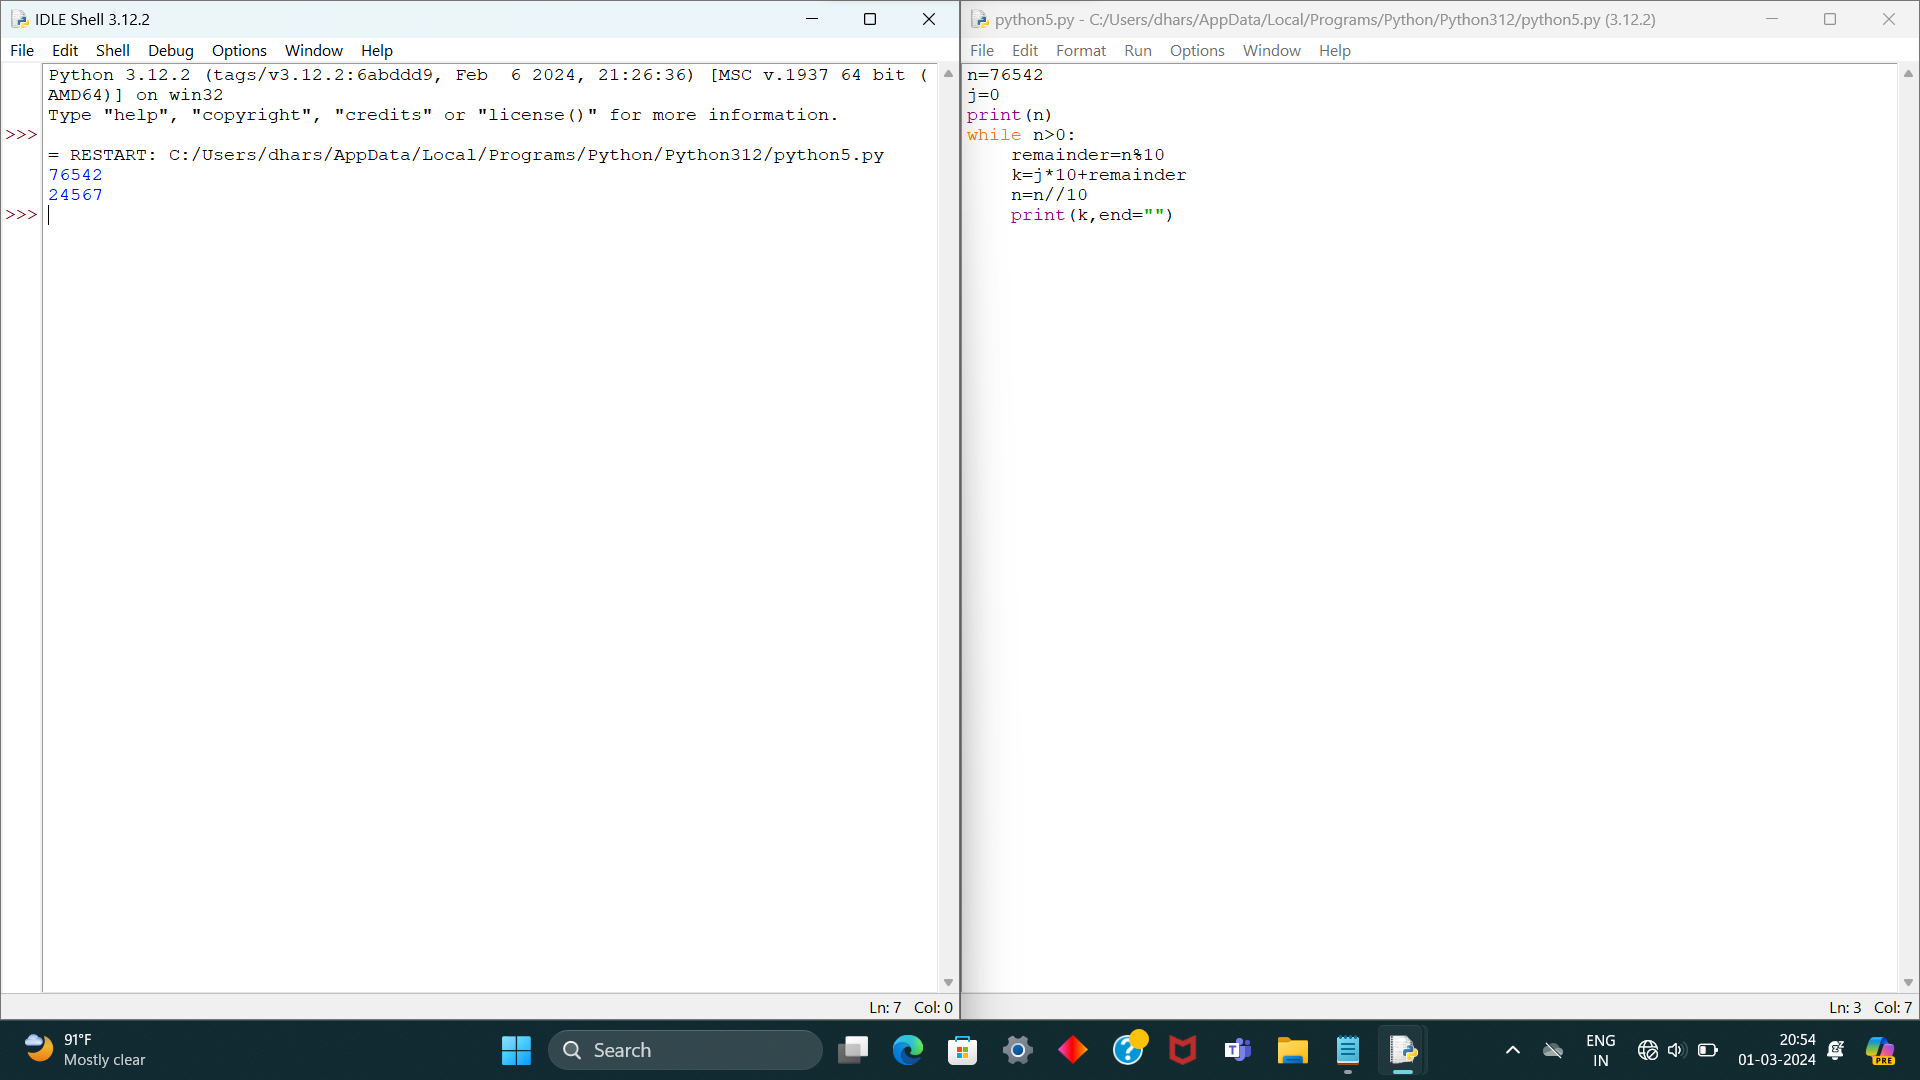 IDLE Shell 3.12.2
File Edit Shell Debug Options Window Help
Python 3.12.2 (tags/v3.12.2:6abddd9, Feb  6 2024, 21:26:36) [MSC v.1937 64 bit (
AMD64)] on win32
Type "help", "copyright", "credits" or "license()" for more information.
>>>
= RESTART: C:/Users/dhars/AppData/Local/Programs/Python/Python312/python5.py
76542
24567
>>>
Ln: 7 Col: 0
python5.py - C:/Users/dhars/AppData/Local/Programs/Python/Python312/python5.py (3.12.2)
File Edit Format Run Options Window Help
n=76542
j=0
print(n)
while n>0:
    remainder=n%10
    k=j*10+remainder
    n=n//10
    print(k,end="")
Ln: 3 Col: 7
91°F
Mostly clear
Search
ENG
IN
20:54
01-03-2024
PRE